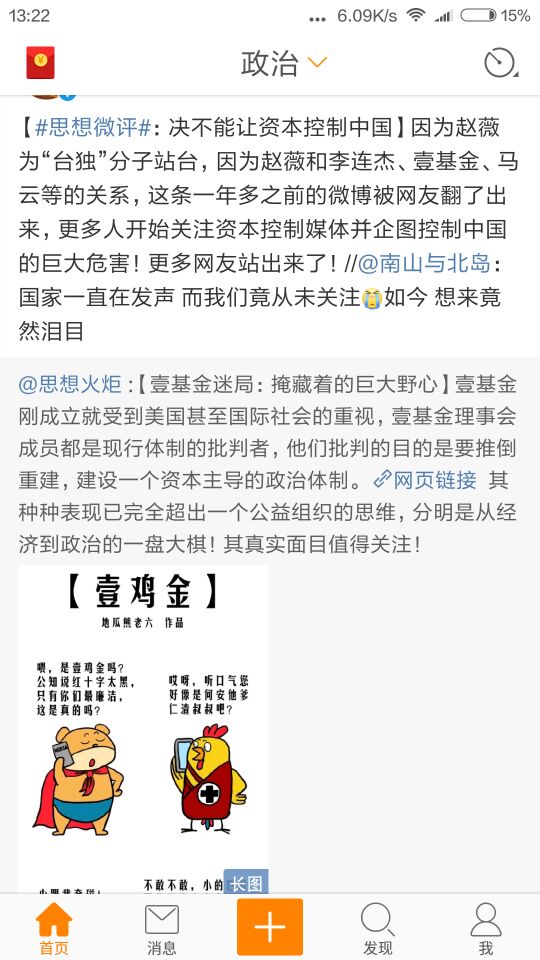 13:22
... 6.09K/s 15%
政治
【#思想微评#：决不能让资本控制中国】因为赵薇
为“台独”分子站台，因为赵薇和李连杰、壹基金、马
云等的关系，这条一年多之前的微博被网友翻了出
来，更多人开始关注资本控制媒体并企图控制中国
的巨大危害！更多网友站出来了！//@南山与北岛：
国家一直在发声 而我们竟从未关注😭如今 想来竟
然泪目
@思想火炬：【壹基金迷局：掩藏着的巨大野心】壹基金
刚成立就受到美国甚至国际社会的重视，壹基金理事会
成员都是现行体制的批判者，他们批判的目的是要推倒
重建，建设一个资本主导的政治体制。网页链接 其
种种表现已完全超出一个公益组织的思维，分明是从经
济到政治的一盘大棋！其真实面目值得关注！
【壹鸡金】
地瓜熊老六 作品
喂，是壹鸡金吗？
公知说红十字太黑，
只有你们最廉洁，
这是真的吗？
哎呀，听口气您
好像是何安他爹
仁渣叔叔吧？
NOKIA
不敢不敢，小的
长图
首页
消息
发现
我